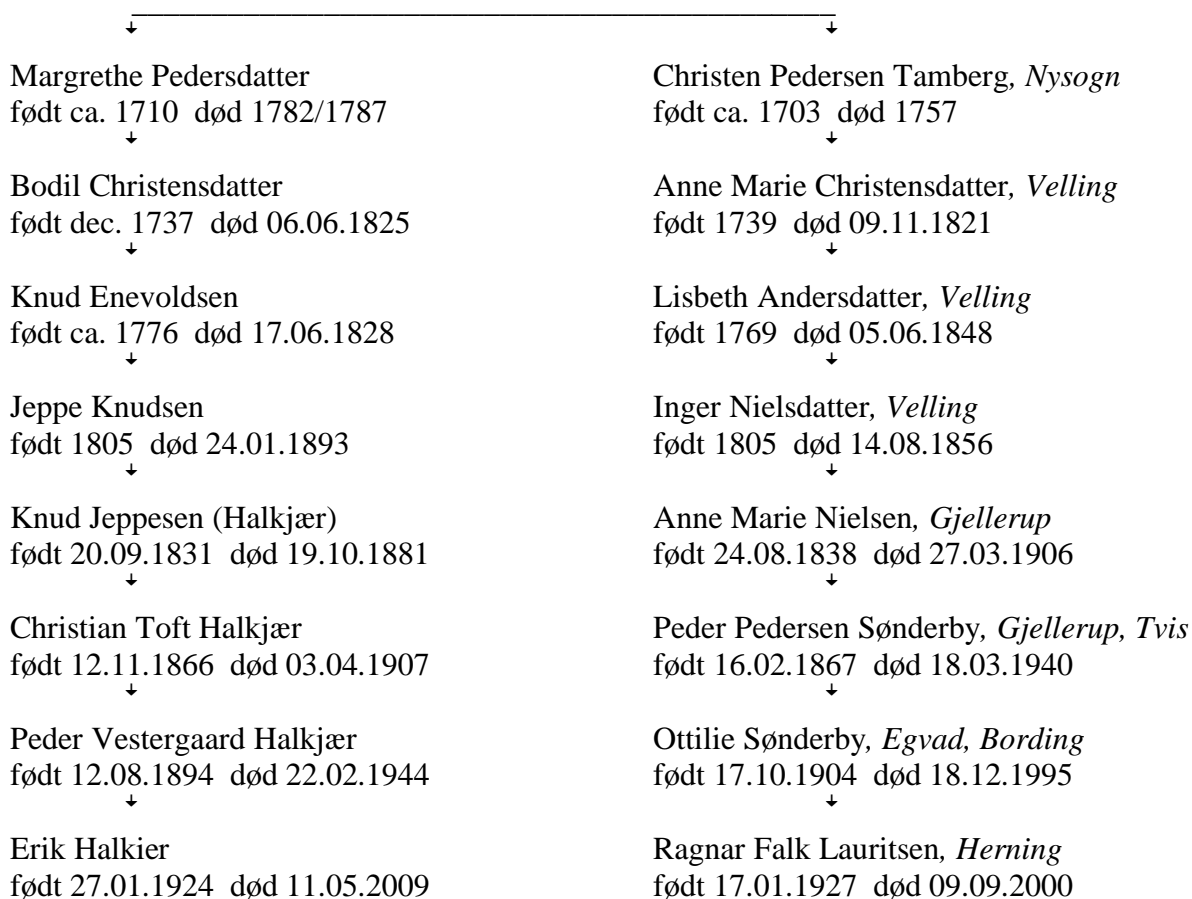 Margrethe Pedersdatter
født ca. 1710 død 1782/1787
Christen Pedersen Tamberg, Nysogn
født ca. 1703 død 1757
Bodil Christensdatter
født dec. 1737 død 06.06.1825
Anne Marie Christensdatter, Velling
født 1739 død 09.11.1821
Knud Enevoldsen
født ca. 1776 død 17.06.1828
Lisbeth Andersdatter, Velling
født 1769 død 05.06.1848
Jeppe Knudsen
født 1805 død 24.01.1893
Inger Nielsdatter, Velling
født 1805 død 14.08.1856
Knud Jeppesen (Halkjær)
født 20.09.1831 død 19.10.1881
Anne Marie Nielsen, Gjellerup
født 24.08.1838 død 27.03.1906
Christian Toft Halkjær
født 12.11.1866 død 03.04.1907
Peder Pedersen Sønderby, Gjellerup, Tvis
født 16.02.1867 død 18.03.1940
Peder Vestergaard Halkjær
født 12.08.1894 død 22.02.1944
Ottilie Sønderby, Egvad, Bording
født 17.10.1904 død 18.12.1995
Erik Halkier
født 27.01.1924 død 11.05.2009
Ragnar Falk Lauritsen, Herning
født 17.01.1927 død 09.09.2000